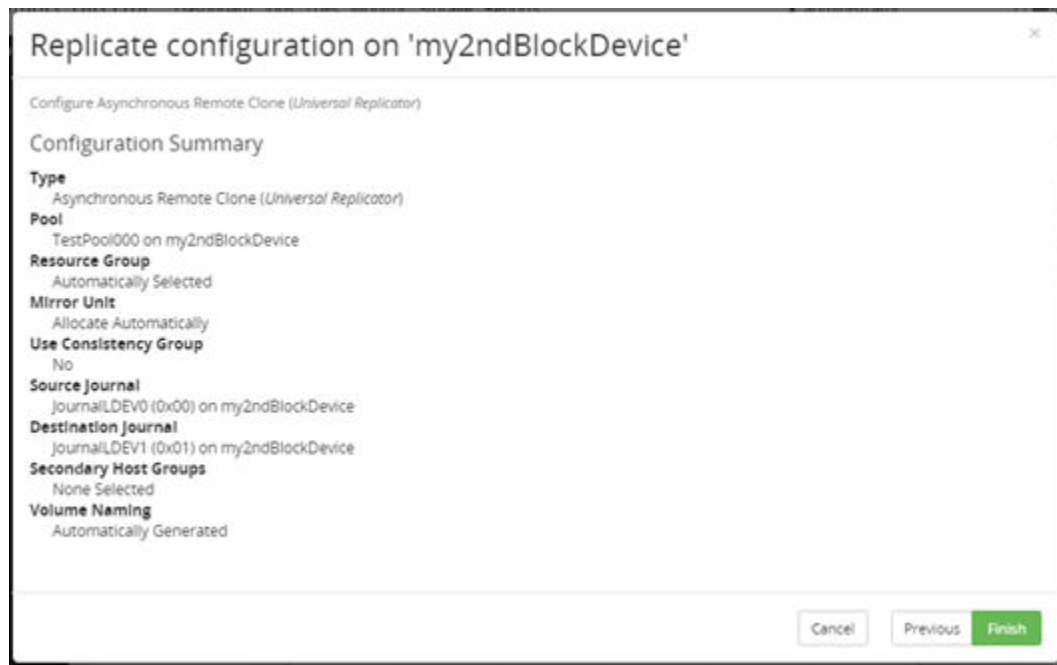 Replicate configuration on 'my2ndBlockDevice'
×
Configure Asynchronous Remote Clone (Universal Replicator)
Configuration Summary
Type
Asynchronous Remote Clone (Universal Replicator)
Pool
TestPool000 on my2ndBlockDevice
Resource Group
Automatically Selected
Mirror Unit
Allocate Automatically
Use Consistency Group
No
Source Journal
JournalLDEV0 (0x00) on my2ndBlockDevice
Destination Journal
JournalLDEV1 (0x01) on my2ndBlockDevice
Secondary Host Groups
None Selected
Volume Naming
Automatically Generated
Cancel
Previous
Finish